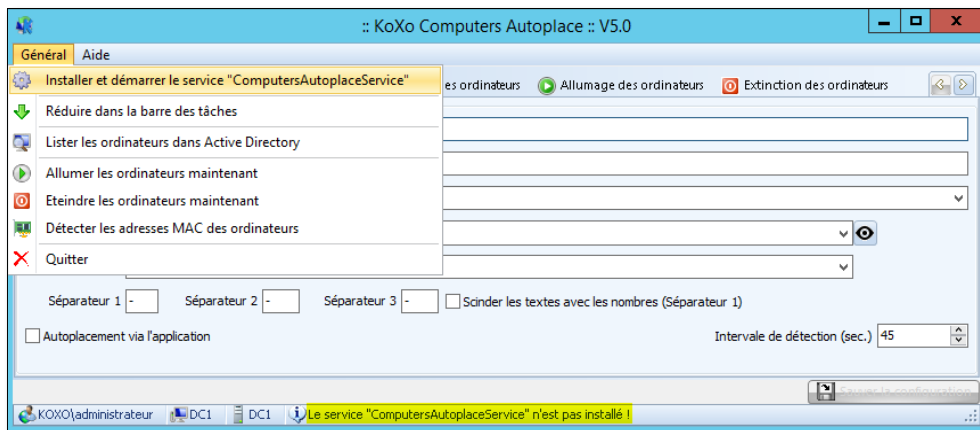 :: KoXo Computers Autoplace :: V5.0
Général Aide
Installer et démarrer le service "ComputersAutoplaceService"
es ordinateurs Allumage des ordinateurs Extinction des ordinateurs
Réduire dans la barre des tâches
Lister les ordinateurs dans Active Directory
Allumer les ordinateurs maintenant
Eteindre les ordinateurs maintenant
Détecter les adresses MAC des ordinateurs
Quitter
Séparateur 1 - Séparateur 2 - Séparateur 3 - Scinder les textes avec les nombres (Séparateur 1)
Autoplacement via l'application Intervale de détection (sec.) 45
Sauver la configuration
KOXO\administrateur DC1 DC1 Le service "ComputersAutoplaceService" n'est pas installé !